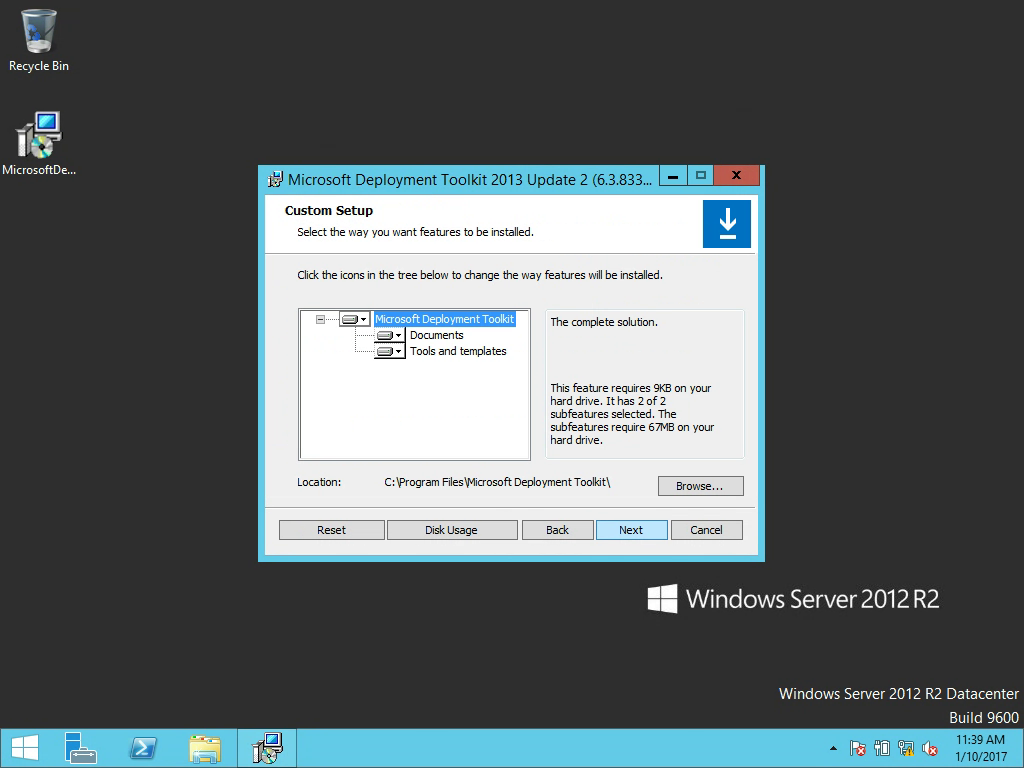 Recycle Bin
MicrosoftDe...
Microsoft Deployment Toolkit 2013 Update 2 (6.3.833...
Custom Setup
Select the way you want features to be installed.
Click the icons in the tree below to change the way features will be installed.
Microsoft Deployment Toolkit
Documents
Tools and templates
The complete solution.
This feature requires 9KB on your
hard drive. It has 2 of 2
subfeatures selected. The
subfeatures require 67MB on your
hard drive.
Location:
C:\Program Files\Microsoft Deployment Toolkit\
Browse...
Reset
Disk Usage
Back
Next
Cancel
Windows Server 2012 R2
Windows Server 2012 R2 Datacenter
Build 9600
11:39 AM
1/10/2017